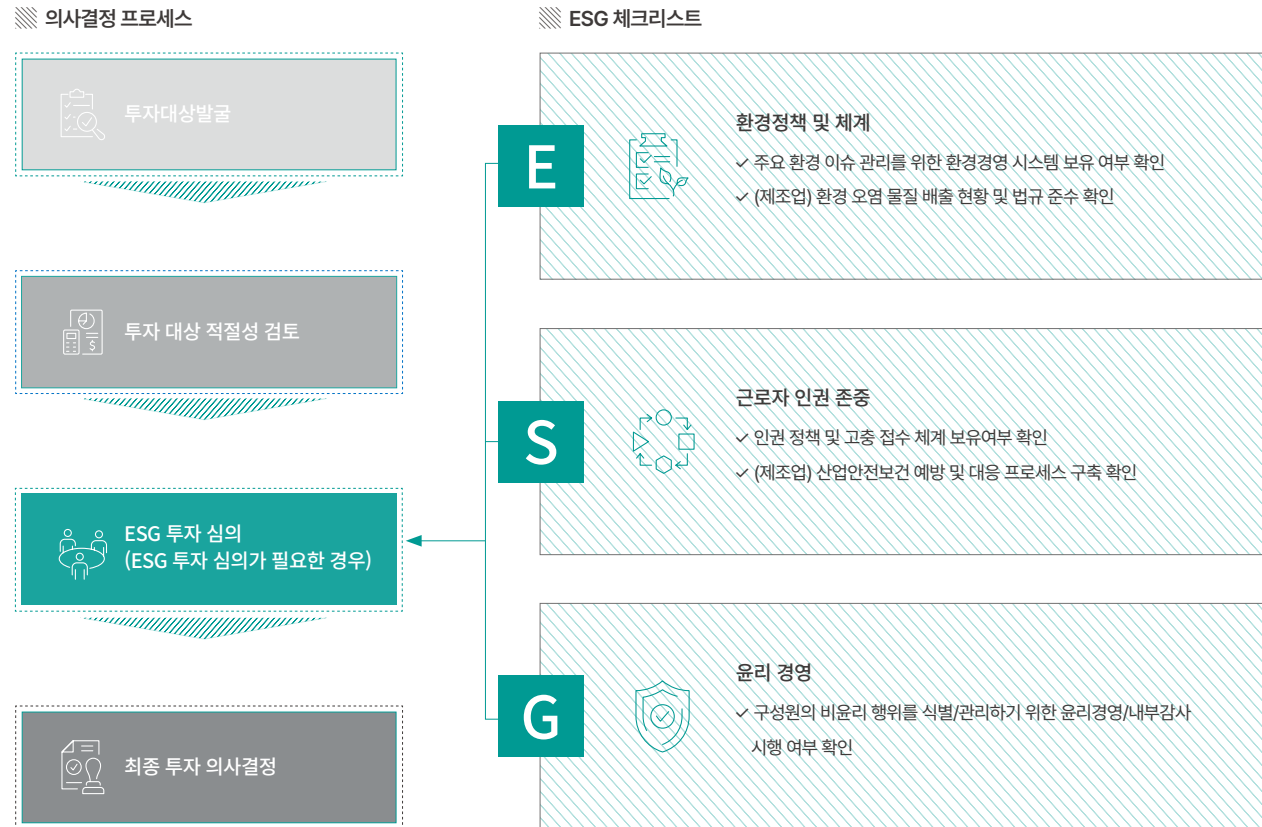 의사결정 프로세스
투자대상발굴
투자 대상 적절성 검토
ESG 투자 심의
(ESG 투자 심의가 필요한 경우)
최종 투자 의사결정
ESG 체크리스트
E
환경정책 및 체계
✓ 주요 환경 이슈 관리를 위한 환경경영 시스템 보유 여부 확인
✓ (제조업) 환경 오염 물질 배출 현황 및 법규 준수 확인
S
근로자 인권 존중
✓ 인권 정책 및 고충 접수 체계 보유여부 확인
✓ (제조업) 산업안전보건 예방 및 대응 프로세스 구축 확인
G
윤리 경영
✓ 구성원의 비윤리 행위를 식별/관리하기 위한 윤리경영/내부감사
시행 여부 확인